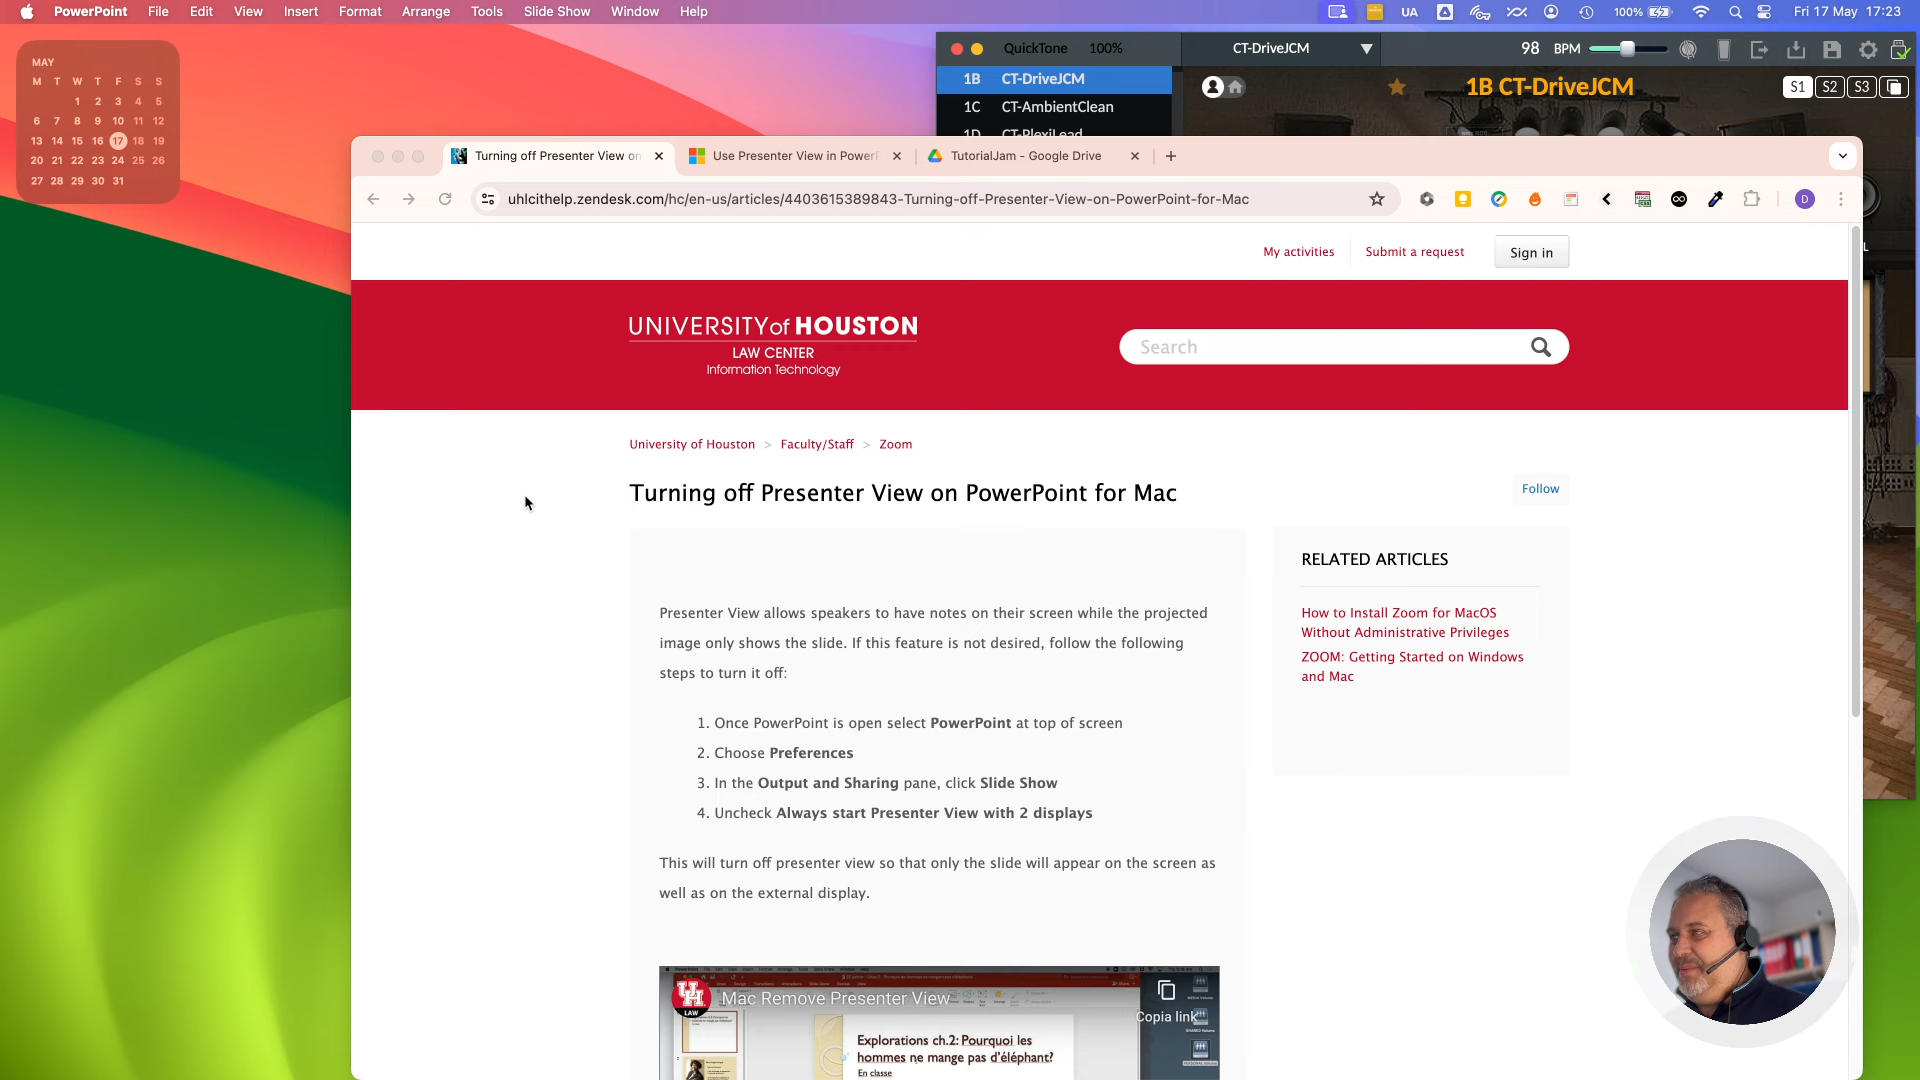 PowerPoint File Edit View Insert Format Arrange Tools Slide Show Window Help UA 100% Fri 17 May 17:23
MAY
M T W T F S S
1 2 3 4 5
6 7 8 9 10 11 12
13 14 15 16 17 18 19
20 21 22 23 24 25 26
27 28 29 30 31
QuickTone 100% CT-DriveJCM 98 BPM
1B CT-DriveJCM
1C CT-AmbientClean
1D CT-PlexiLead
1B CT-DriveJCM S1 S2 S3
Turning off Presenter View on
Use Presenter View in PowerP
TutorialJam - Google Drive
uhlcithelp.zendesk.com/hc/en-us/articles/4403615389843-Turning-off-Presenter-View-on-PowerPoint-for-Mac
D
My activities Submit a request Sign in
UNIVERSITY of HOUSTON
LAW CENTER
Information Technology
Search
University of Houston > Faculty/Staff > Zoom
Turning off Presenter View on PowerPoint for Mac
Follow
Presenter View allows speakers to have notes on their screen while the projected
image only shows the slide. If this feature is not desired, follow the following
steps to turn it off:
1. Once PowerPoint is open select PowerPoint at top of screen
2. Choose Preferences
3. In the Output and Sharing pane, click Slide Show
4. Uncheck Always start Presenter View with 2 displays
This will turn off presenter view so that only the slide will appear on the screen as
well as on the external display.
RELATED ARTICLES
How to Install Zoom for MacOS
Without Administrative Privileges
ZOOM: Getting Started on Windows
and Mac
LAW
Mac Remove Presenter View
Copia link
Explorations ch.2: Pourquoi les
hommes ne mange pas d'éléphant?
En classe